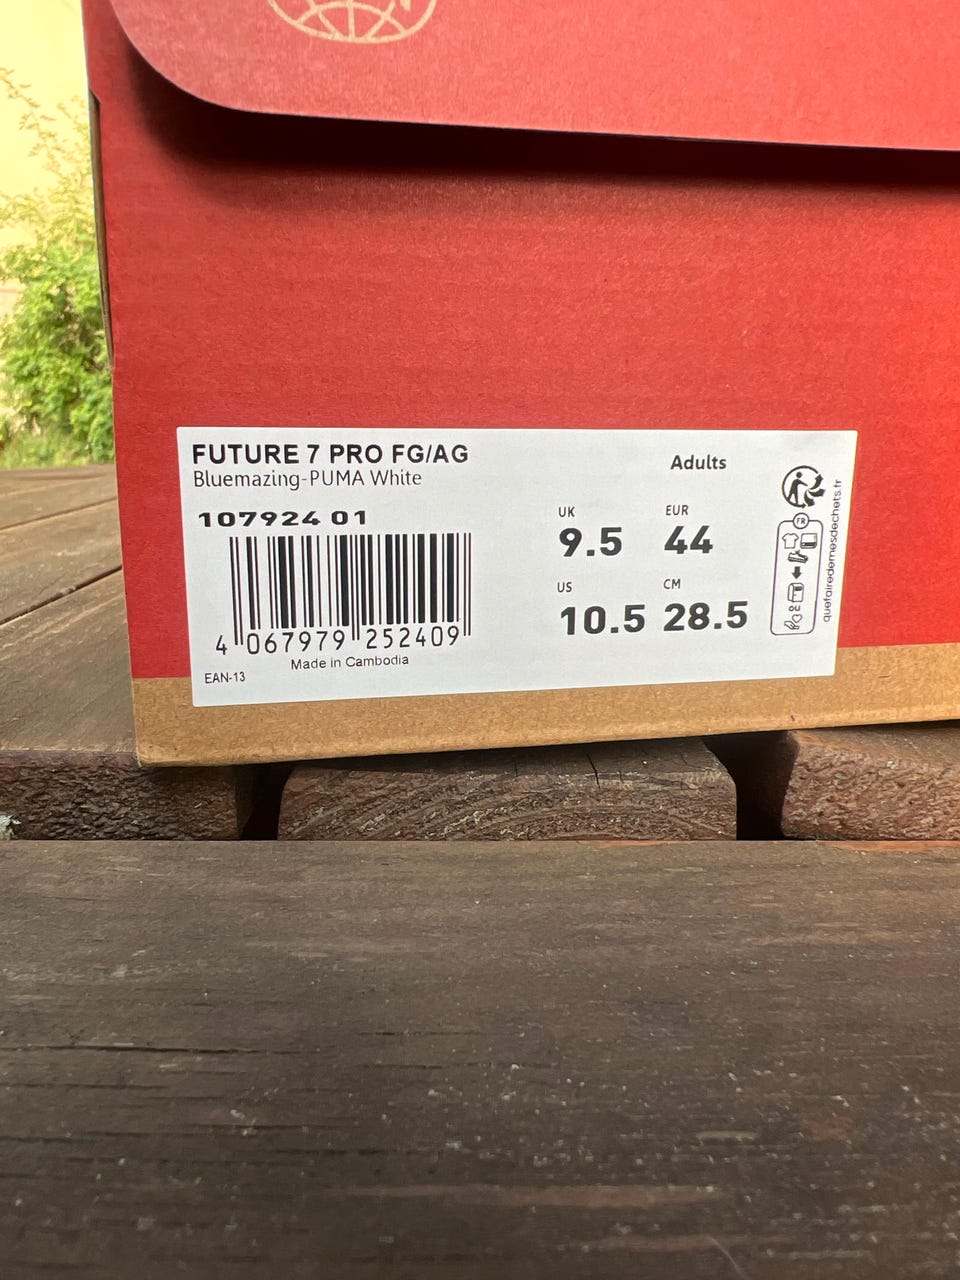 FUTURE 7 PRO FG/AG
Bluemazing-PUMA White
107924 01
4 067979 252409
Made in Cambodia
EAN-13
Adults
UK EUR
9.5 44
US CM
10.5 28.5
FR
OU
quefairedemesdechets.fr